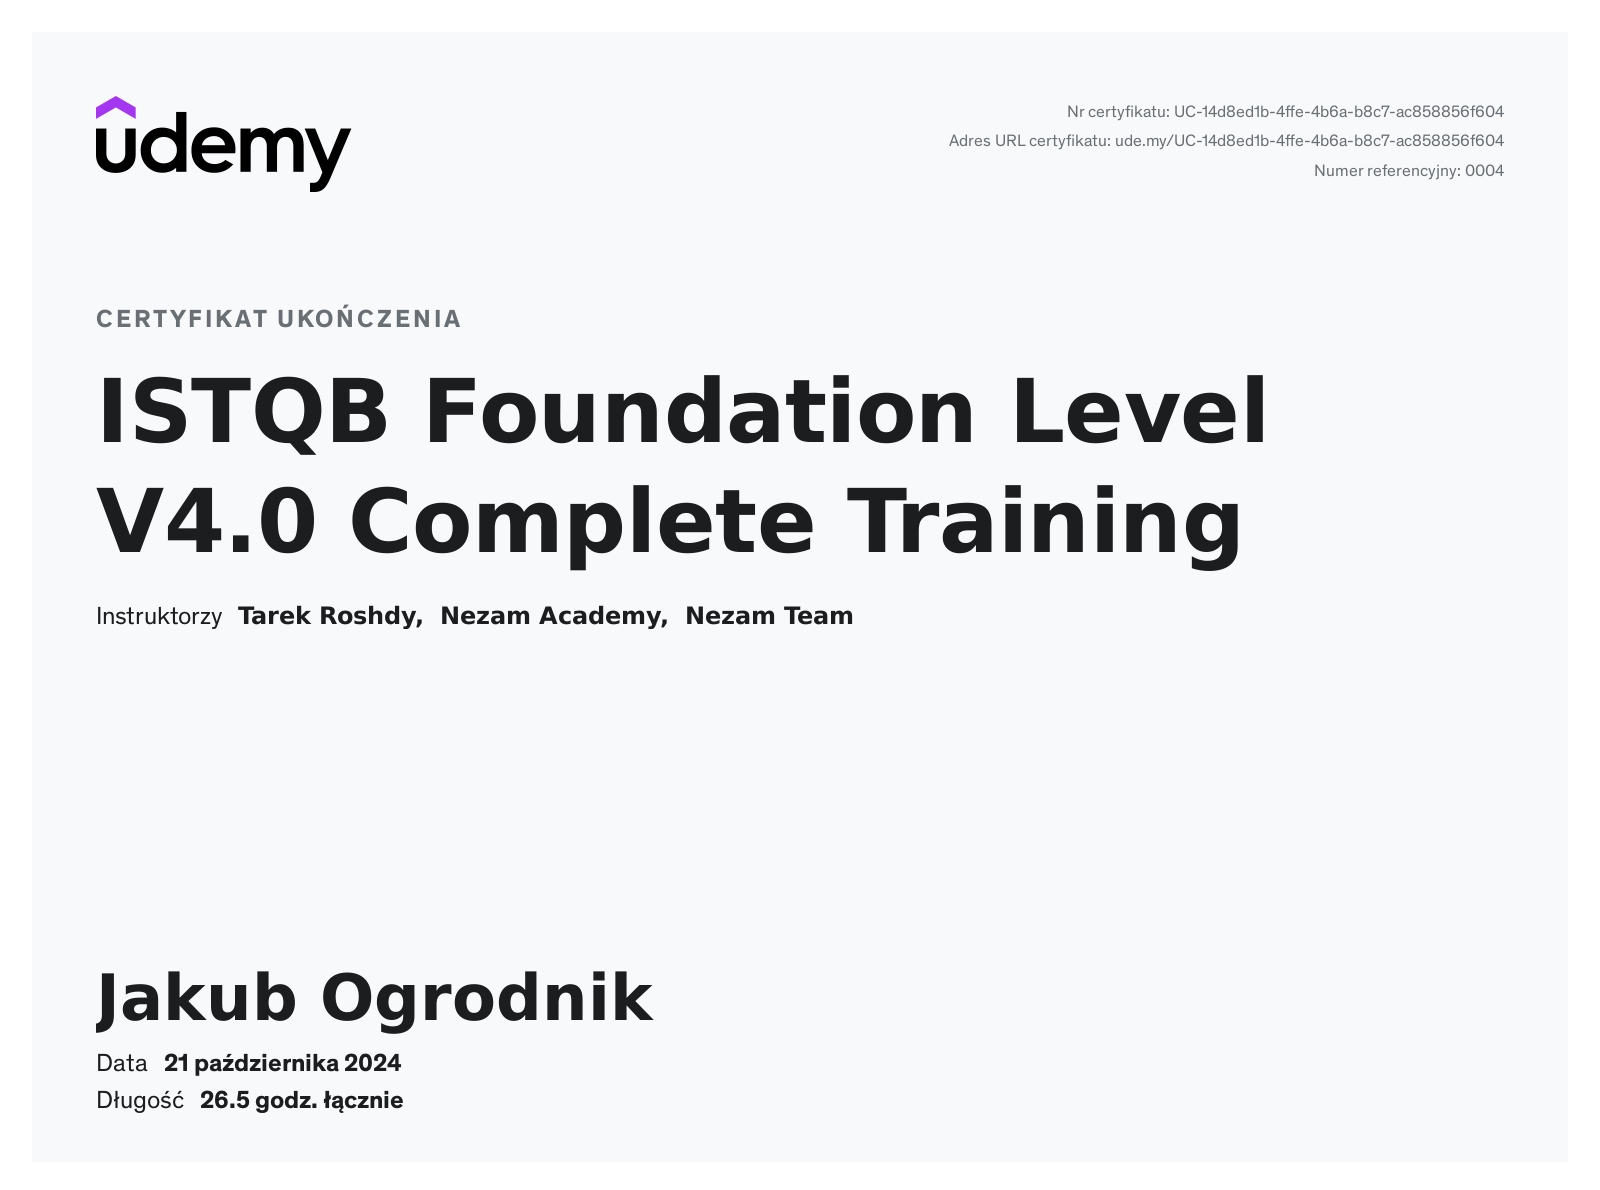 udemy
Nr certyfikatu: UC-14d8ed1b-4ffe-4b6a-b8c7-ac858856f604
Adres URL certyfikatu: ude.my/UC-14d8ed1b-4ffe-4b6a-b8c7-ac858856f604
Numer referencyjny: 0004
CERTYFIKAT UKOŃCZENIA
ISTQB Foundation Level
V4.0 Complete Training
Instruktorzy Tarek Roshdy, Nezam Academy, Nezam Team
Jakub Ogrodnik
Data 21 października 2024
Długość 26.5 godz. łącznie